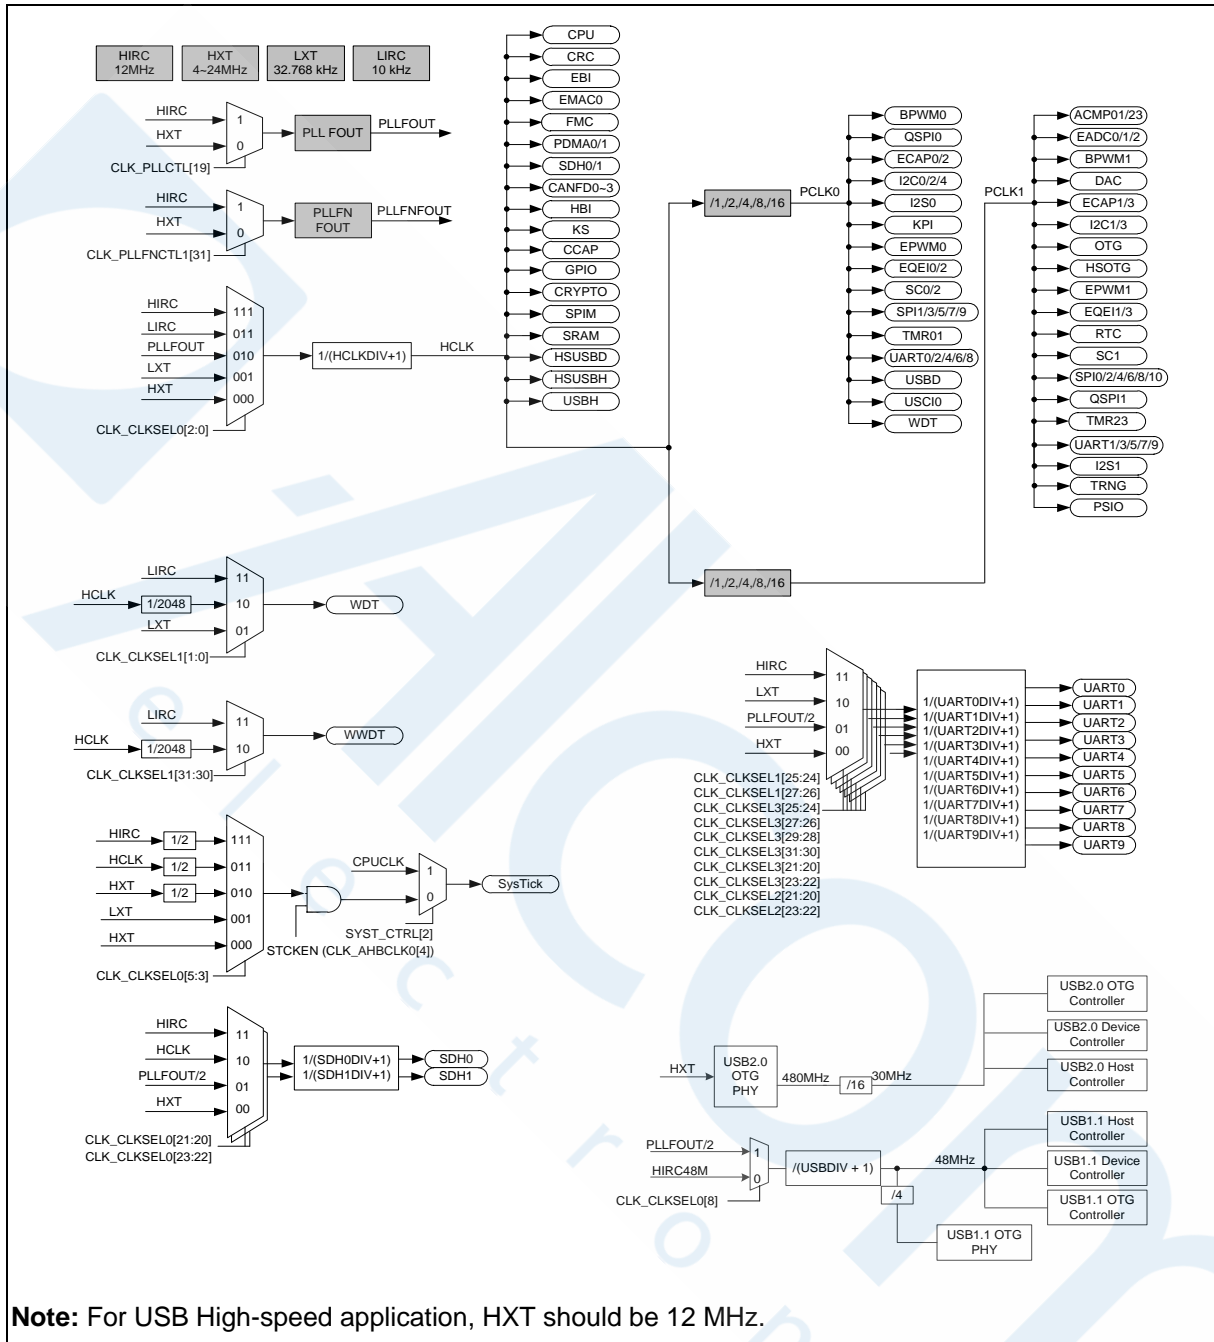 HIRC
12MHz
HXT
4~24MHz
LXT
32.768 kHz
LIRC
10 kHz
HIRC
HXT
1
0
CLK_PLLCTL[19]
PLL FOUT
PLLFOUT
HIRC
HXT
1
0
CLK_PLLFNCTL1[31]
PLLFN
FOUT
PLLFNFOUT
HIRC
LIRC
PLLFOUT
LXT
HXT
111
011
010
001
000
CLK_CLKSEL0[2:0]
1/(HCLKDIV+1)
HCLK
CPU
CRC
EBI
EMAC0
FMC
PDMA0/1
SDH0/1
CANFD0~3
HBI
KS
CCAP
GPIO
CRYPTO
SPIM
SRAM
HSUSBD
HSUSBH
USBH
/1,/2,/4,/8,/16
PCLK0
BPWM0
QSPI0
ECAP0/2
I2C0/2/4
I2S0
KPI
EPWM0
EQEI0/2
SC0/2
SPI1/3/5/7/9
TMR01
UART0/2/4/6/8
USBD
USCI0
WDT
/1,/2,/4,/8,/16
PCLK1
ACMP01/23
EADC0/1/2
BPWM1
DAC
ECAP1/3
I2C1/3
OTG
HSOTG
EPWM1
EQEI1/3
RTC
SC1
SPI0/2/4/6/8/10
QSPI1
TMR23
UART1/3/5/7/9
I2S1
TRNG
PSIO
LIRC
HCLK
1/2048
LXT
11
10
01
CLK_CLKSEL1[1:0]
WDT
LIRC
HCLK
1/2048
11
10
CLK_CLKSEL1[31:30]
WWDT
HIRC
1/2
HCLK
1/2
HXT
1/2
LXT
HXT
111
011
010
001
000
CLK_CLKSEL0[5:3]
STCKEN (CLK_AHBCLK0[4])
CPUCLK
1
0
SYST_CTRL[2]
SysTick
HIRC
HCLK
PLLFOUT/2
HXT
11
10
01
00
CLK_CLKSEL0[21:20]
CLK_CLKSEL0[23:22]
1/(SDH0DIV+1)
1/(SDH1DIV+1)
SDH0
SDH1
HIRC
LXT
PLLFOUT/2
HXT
11
10
01
00
CLK_CLKSEL1[25:24]
CLK_CLKSEL1[27:26]
CLK_CLKSEL3[25:24]
CLK_CLKSEL3[27:26]
CLK_CLKSEL3[29:28]
CLK_CLKSEL3[31:30]
CLK_CLKSEL3[21:20]
CLK_CLKSEL3[23:22]
CLK_CLKSEL2[21:20]
CLK_CLKSEL2[23:22]
1/(UART0DIV+1)
1/(UART1DIV+1)
1/(UART2DIV+1)
1/(UART3DIV+1)
1/(UART4DIV+1)
1/(UART5DIV+1)
1/(UART6DIV+1)
1/(UART7DIV+1)
1/(UART8DIV+1)
1/(UART9DIV+1)
UART0
UART1
UART2
UART3
UART4
UART5
UART6
UART7
UART8
UART9
HXT
USB2.0
OTG
PHY
480MHz
/16
30MHz
USB2.0 OTG
Controller
USB2.0 Device
Controller
USB2.0 Host
Controller
PLLFOUT/2
HIRC48M
1
0
CLK_CLKSEL0[8]
/(USBDIV + 1)
/4
48MHz
USB1.1 Host
Controller
USB1.1 Device
Controller
USB1.1 OTG
Controller
USB1.1 OTG
PHY
Note: For USB High-speed application, HXT should be 12 MHz.